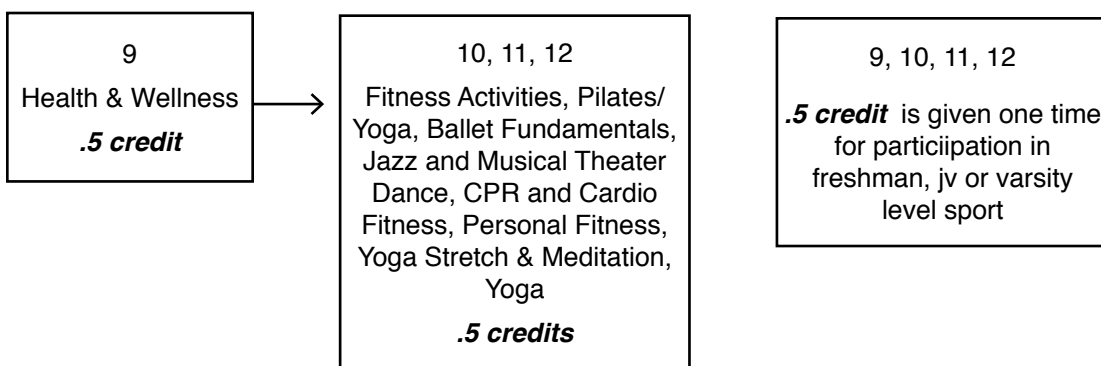 9
Health & Wellness
.5 credit
10, 11, 12
Fitness Activities, Pilates/
Yoga, Ballet Fundamentals,
Jazz and Musical Theater
Dance, CPR and Cardio
Fitness, Personal Fitness,
Yoga Stretch & Meditation,
Yoga
.5 credits
9, 10, 11, 12
.5 credit is given one time
for particiipation in
freshman, jv or varsity
level sport